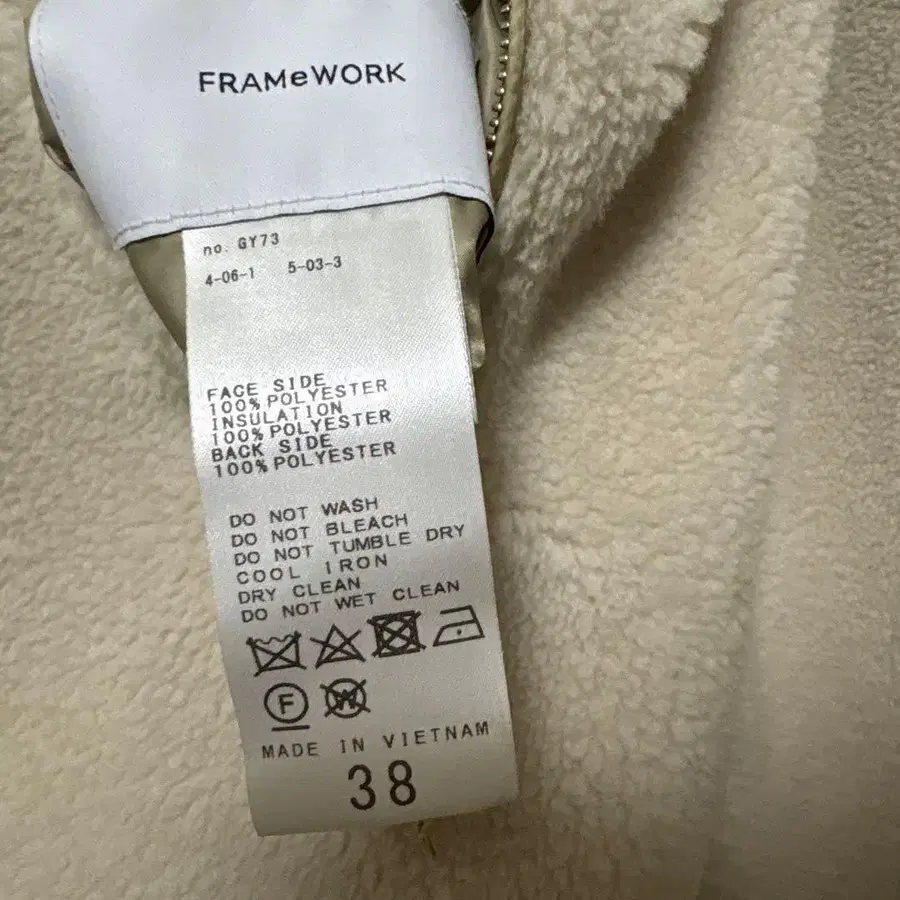 FRAMeWORK
no. GY73
4-06-1 5-03-3
FACE SIDE
100% POLYESTER
INSULATION
100% POLYESTER
BACK SIDE
100% POLYESTER
DO NOT WASH
DO NOT BLEACH
DO NOT TUMBLE DRY
COOL IRON
DRY CLEAN
DO NOT WET CLEAN
F W
MADE IN VIETNAM
38